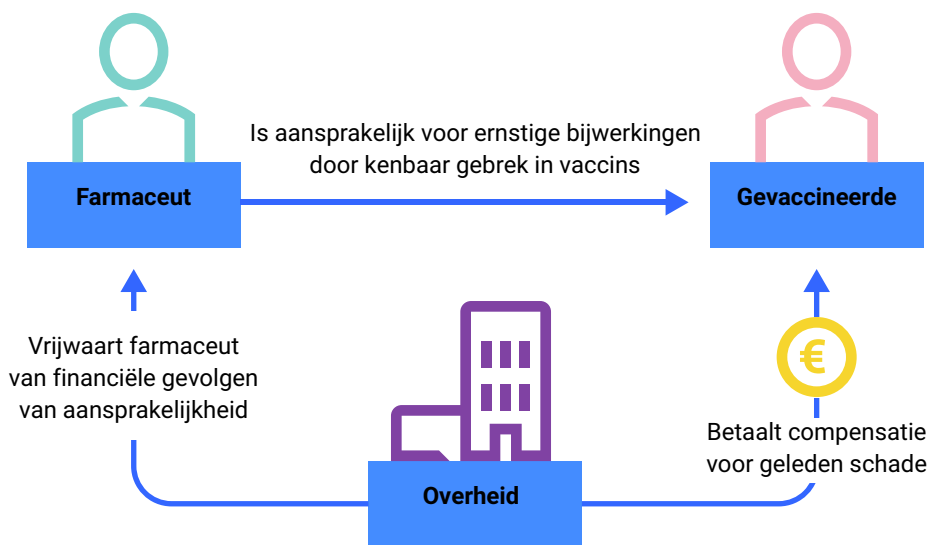 Is aansprakelijk voor ernstige bijwerkingen
door kenbaar gebrek in vaccins
Farmaceut
Gevaccineerde
Vrijwaart farmaceut
van financiële gevolgen
van aansprakelijkheid
€
Betaalt compensatie
voor geleden schade
Overheid